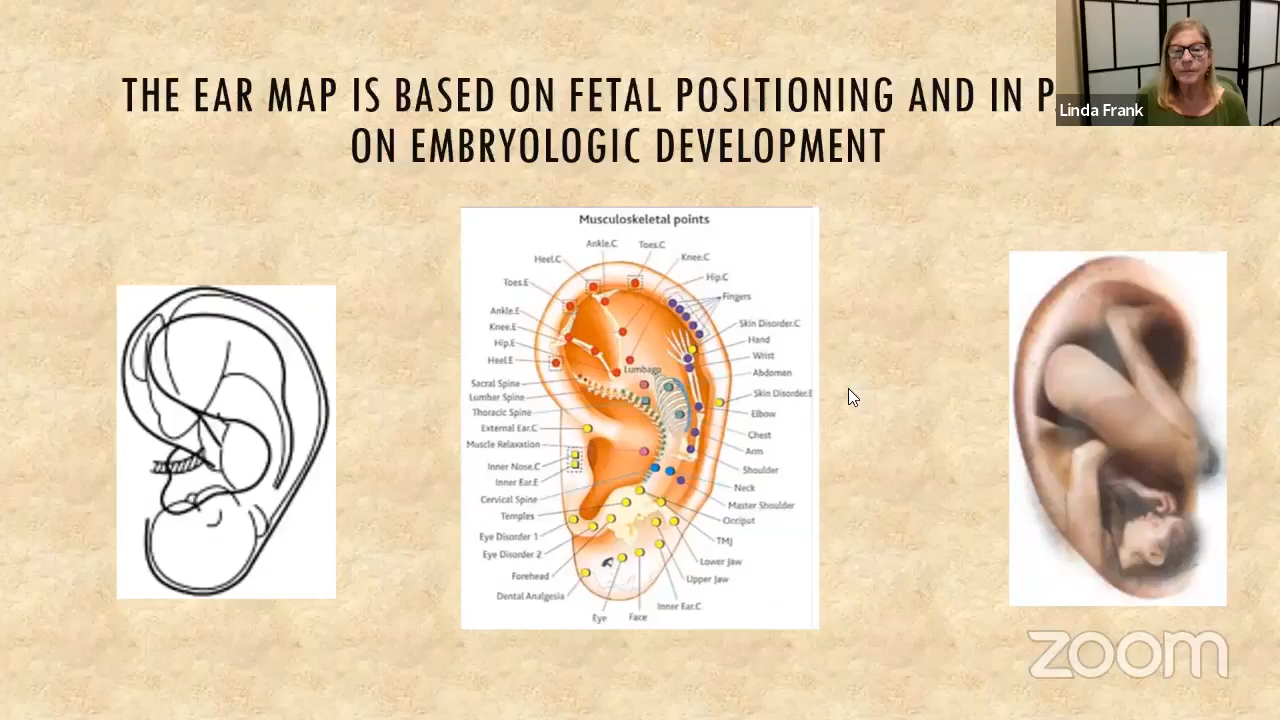 THE EAR MAP IS BASED ON FETAL POSITIONING AND IN P
Linda Frank
ON EMBRYOLOGIC DEVELOPMENT
Musculoskeletal points
Ankle.C
Toes.C
Heel.C
Knee.C
Hip.C
Toes.E
Fingers
Ankle.E
Skin Disorder.C
Knee.E
Hand
Hip.E
Wrist
Heel.E
Lumbago
Abdomen
Sacral Spine
Skin Disorder.E
Lumbar Spine
Thoracic Spine
Elbow
External Ear.C
Chest
Muscle Relaxation
Arm
Inner Nose.C
Shoulder
Inner Ear.E
Neck
Cervical Spine
Master Shoulder
Temples
Occiput
Eye Disorder 1
TMJ
Eye Disorder 2
Lower Jaw
Forehead
Upper Jaw
Dental Analgesia
Inner Ear.C
Eye
Face
zoom